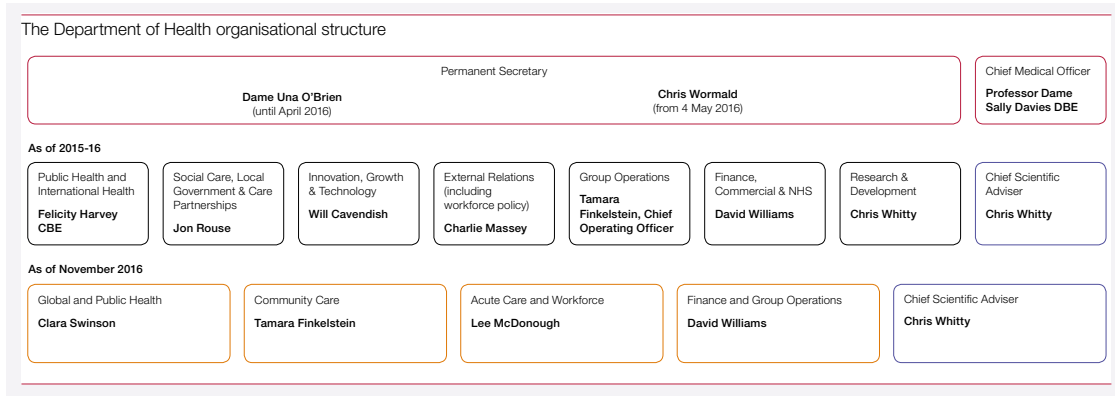 The Department of Health organisational structure
Permanent Secretary
Dame Una O’Brien
(until April 2016)
Chris Wormald
(from 4 May 2016)
Chief Medical Officer
Professor Dame
Sally Davies DBE
As of 2015-16
Public Health and
International Health
Felicity Harvey
CBE
Social Care, Local
Government & Care
Partnerships
Jon Rouse
Innovation, Growth
& Technology
Will Cavendish
External Relations
(including
workforce policy)
Charlie Massey
Group Operations
Tamara
Finkelstein, Chief
Operating Officer
Finance,
Commercial & NHS
David Williams
Research &
Development
Chris Whitty
Chief Scientific
Adviser
Chris Whitty
As of November 2016
Global and Public Health
Clara Swinson
Community Care
Tamara Finkelstein
Acute Care and Workforce
Lee McDonough
Finance and Group Operations
David Williams
Chief Scientific Adviser
Chris Whitty